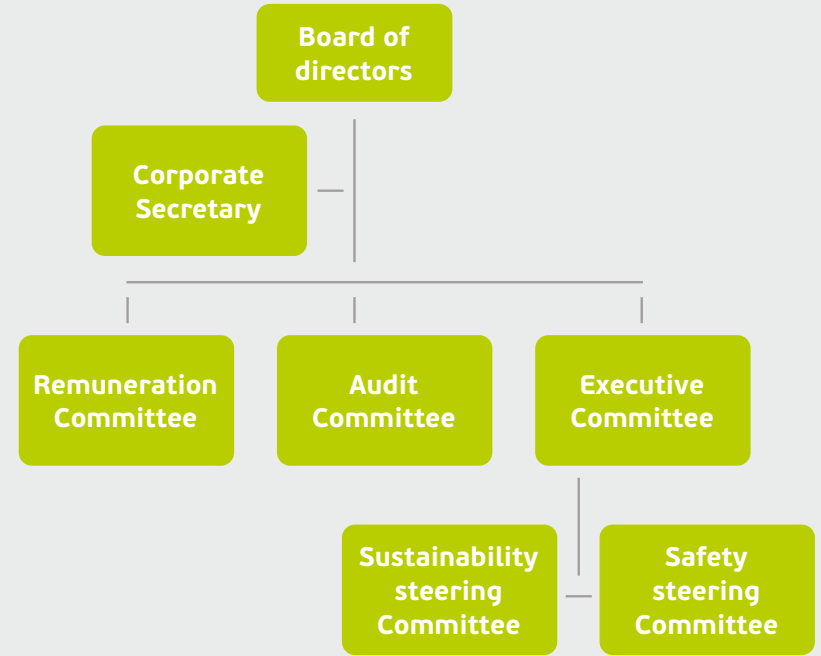 Board of
directors
Corporate
Secretary
Remuneration
Committee
Audit
Committee
Executive
Committee
Sustainability
steering
Committee
Safety
steering
Committee